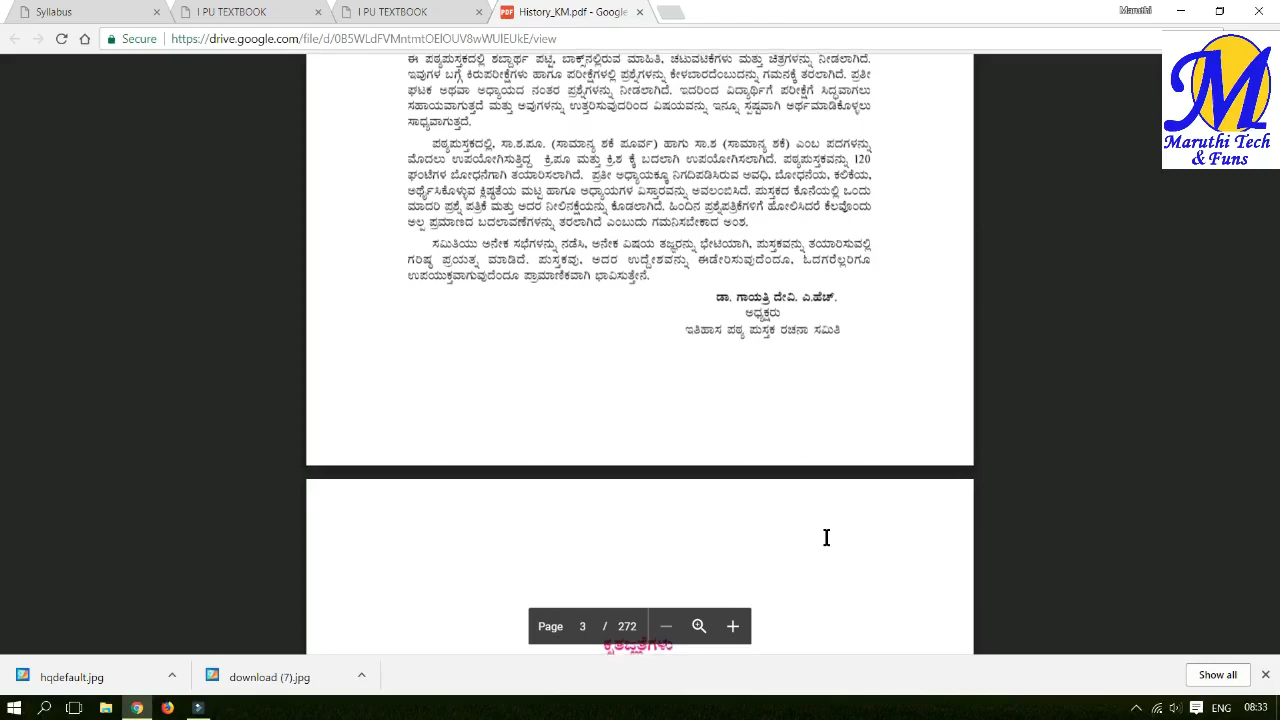 Syllabus
I PU TEXTBOOK
I PU TEXTBOOK
PDF History_KM.pdf - Google
Maruthi
Secure https://drive.google.com/file/d/0B5WLdFVMntmtOElOUV8wWUlEUkE/view
M
Maruthi Tech
& Funs
ಈ ಪಠ್ಯಪುಸ್ತಕದಲ್ಲಿ ಶಬ್ದಾರ್ಥ ಪಟ್ಟಿ, ಬಾಕ್ಸ್‌ನಲ್ಲಿರುವ ಮಾಹಿತಿ, ಚಟುವಟಿಕೆಗಳು ಮತ್ತು ಚಿತ್ರಗಳನ್ನು ನೀಡಲಾಗಿದೆ.
ಇವುಗಳ ಬಗ್ಗೆ ಕಿರುಪರೀಕ್ಷೆಗಳು ಹಾಗೂ ಪರೀಕ್ಷೆಗಳಲ್ಲಿ ಪ್ರಶ್ನೆಗಳನ್ನು ಕೇಳಬಾರದೆಂಬುದನ್ನು ಗಮನಕ್ಕೆ ತರಲಾಗಿದೆ. ಪ್ರತೀ
ಘಟಕ ಅಥವಾ ಅಧ್ಯಾಯದ ನಂತರ ಪ್ರಶ್ನೆಗಳನ್ನು ನೀಡಲಾಗಿದೆ. ಇದರಿಂದ ವಿದ್ಯಾರ್ಥಿಗೆ ಪರೀಕ್ಷೆಗೆ ಸಿದ್ಧವಾಗಲು
ಸಹಾಯವಾಗುತ್ತದೆ ಮತ್ತು ಅವುಗಳನ್ನು ಉತ್ತರಿಸುವುದರಿಂದ ವಿಷಯವನ್ನು ಇನ್ನೂ ಸ್ಪಷ್ಟವಾಗಿ ಅರ್ಥಮಾಡಿಕೊಳ್ಳಲು
ಸಾಧ್ಯವಾಗುತ್ತದೆ.
ಪಠ್ಯಪುಸ್ತಕದಲ್ಲಿ, ಸಾ.ಶ.ಪೂ. (ಸಾಮಾನ್ಯ ಶಕೆ ಪೂರ್ವ) ಹಾಗು ಸಾ.ಶ (ಸಾಮಾನ್ಯ ಶಕೆ) ಎಂಬ ಪದಗಳನ್ನು
ಮೊದಲು ಉಪಯೋಗಿಸುತ್ತಿದ್ದ ಕ್ರಿ.ಪೂ ಮತ್ತು ಕ್ರಿ.ಶ ಕ್ಕೆ ಬದಲಾಗಿ ಉಪಯೋಗಿಸಲಾಗಿದೆ. ಪಠ್ಯಪುಸ್ತಕವನ್ನು 120
ಘಂಟೆಗಳ ಬೋಧನೆಗಾಗಿ ತಯಾರಿಸಲಾಗಿದೆ. ಪ್ರತೀ ಅಧ್ಯಾಯಕ್ಕೂ ನಿಗದಿಪಡಿಸಿರುವ ಅವಧಿ, ಬೋಧನೆಯ, ಕಲಿಕೆಯ,
ಅರ್ಥೈಸಿಕೊಳ್ಳುವ ಕ್ಲಿಷ್ಟತೆಯ ಮಟ್ಟ ಹಾಗೂ ಅಧ್ಯಾಯಗಳ ವಿಸ್ತಾರವನ್ನು ಅವಲಂಬಿಸಿದೆ. ಪುಸ್ತಕದ ಕೊನೆಯಲ್ಲಿ ಒಂದು
ಮಾದರಿ ಪ್ರಶ್ನೆ ಪತ್ರಿಕೆ ಮತ್ತು ಅದರ ನೀಲಿನಕ್ಷೆಯನ್ನು ಕೊಡಲಾಗಿದೆ. ಹಿಂದಿನ ಪ್ರಶ್ನೆಪತ್ರಿಕೆಗಳಿಗೆ ಹೋಲಿಸಿದರೆ ಕೆಲವೊಂದು
ಅಲ್ಪ ಪ್ರಮಾಣದ ಬದಲಾವಣೆಗಳನ್ನು ತರಲಾಗಿದೆ ಎಂಬುದು ಗಮನಿಸಬೇಕಾದ ಅಂಶ.
ಸಮಿತಿಯು ಅನೇಕ ಸಭೆಗಳನ್ನು ನಡೆಸಿ, ಅನೇಕ ವಿಷಯ ತಜ್ಞರನ್ನು ಭೇಟಿಯಾಗಿ, ಪುಸ್ತಕವನ್ನು ತಯಾರಿಸುವಲ್ಲಿ
ಗರಿಷ್ಠ ಪ್ರಯತ್ನ ಮಾಡಿದೆ. ಪುಸ್ತಕವು, ಅದರ ಉದ್ದೇಶವನ್ನು ಈಡೇರಿಸುವುದೆಂದೂ, ಓದಗರೆಲ್ಲರಿಗೂ
ಉಪಯುಕ್ತವಾಗುವುದೆಂದೂ ಪ್ರಾಮಾಣಿಕವಾಗಿ ಭಾವಿಸುತ್ತೇನೆ.
ಡಾ. ಗಾಯತ್ರಿ ದೇವಿ. ಎ.ಹೆಚ್.
ಅಧ್ಯಕ್ಷರು
ಇತಿಹಾಸ ಪಠ್ಯ ಪುಸ್ತಕ ರಚನಾ ಸಮಿತಿ
Page 3 / 272
ಕೃತಜ್ಞತೆಗಳು
hqdefault.jpg
download (7).jpg
Show all
ENG
08:33